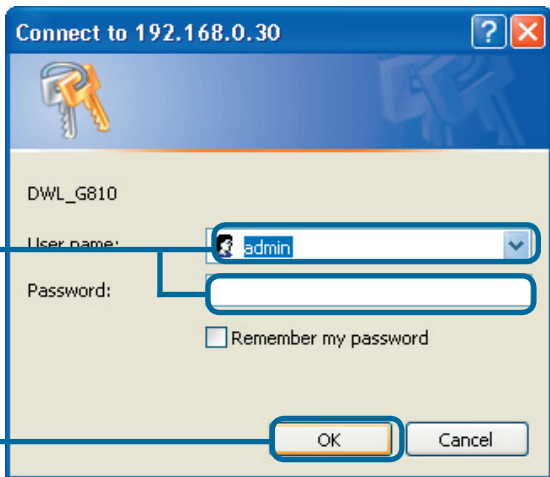 Connect to 192.168.0.30
DWL_G810
User name:
admin
Password:
Remember my password
OK
Cancel